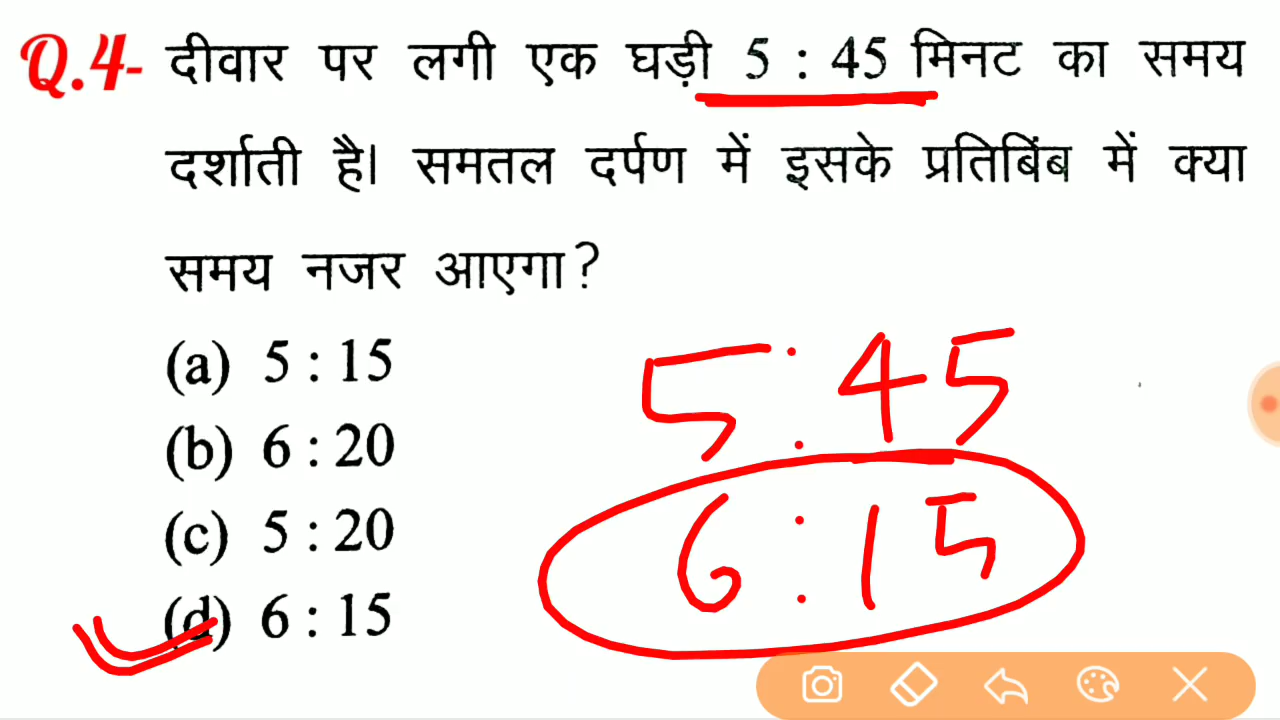 Q.4- दीवार पर लगी एक घड़ी 5 : 45 मिनट का समय
दर्शाती है। समतल दर्पण में इसके प्रतिबिंब में क्या
समय नजर आएगा?
(a) 5 : 15
(b) 6 : 20
(c) 5 : 20
(d) 6 : 15
5 : 45
6 : 15